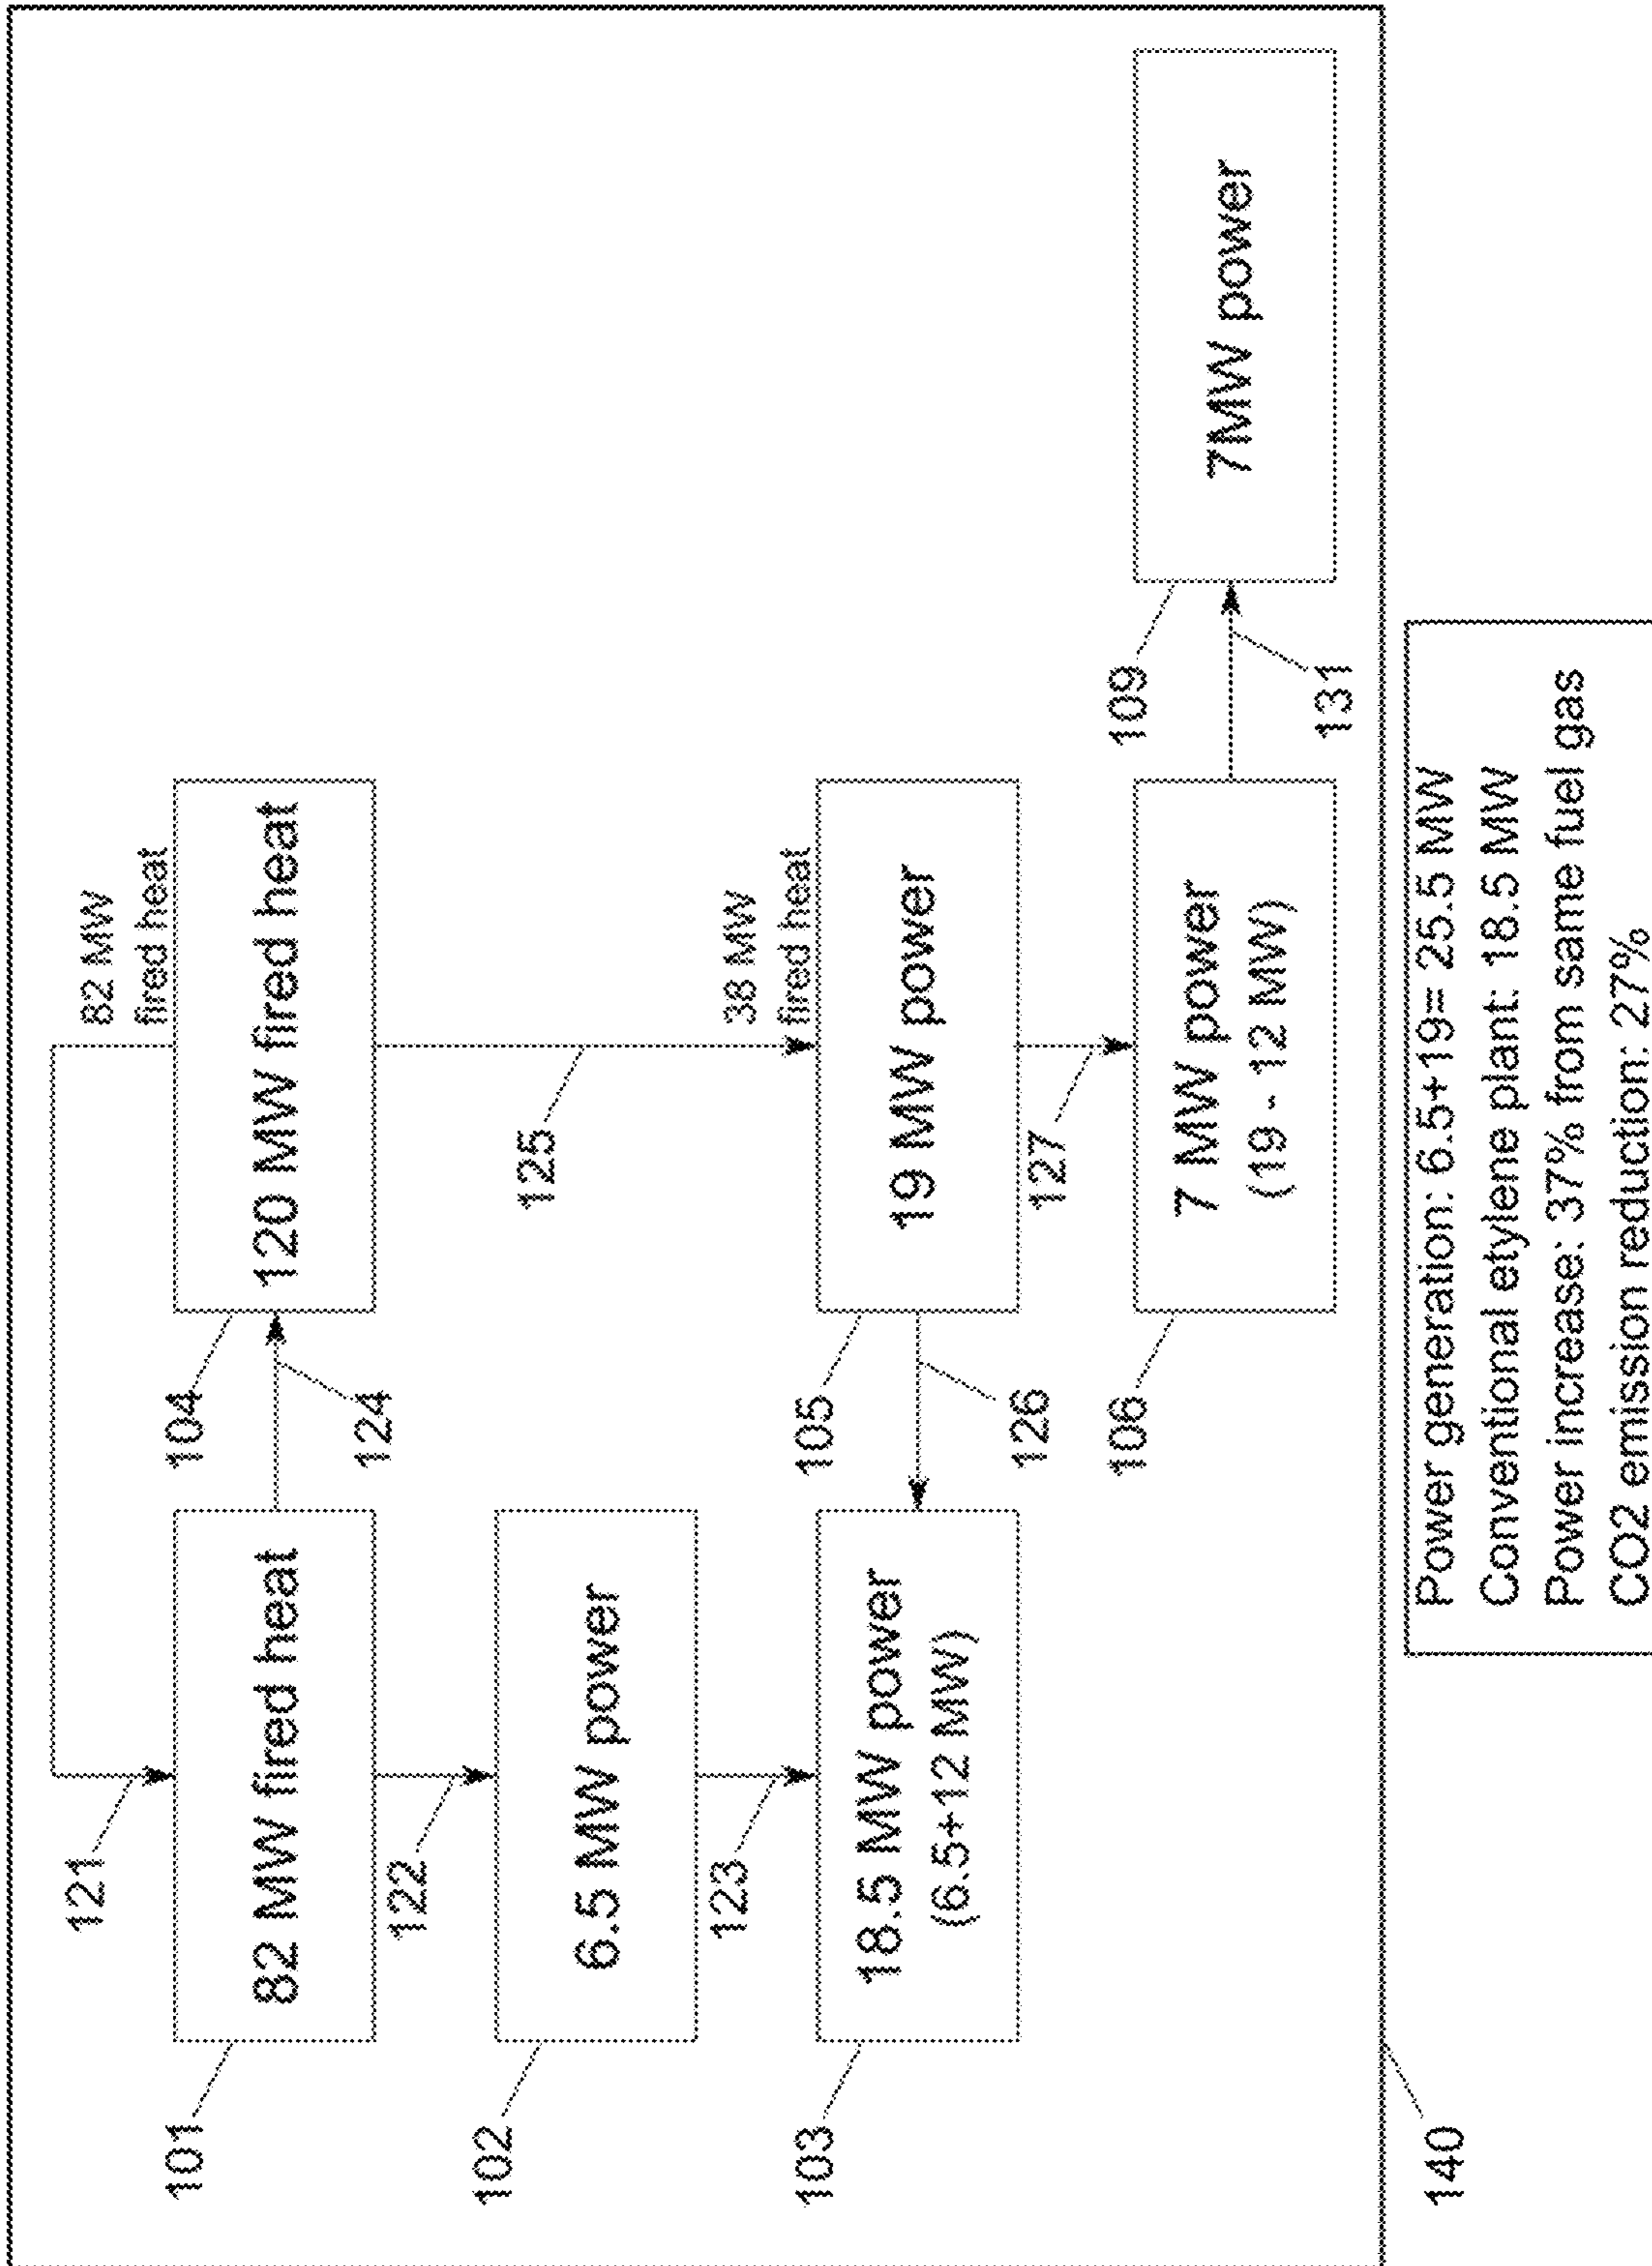 82 MW
fired heat
121
101
82 MW fired heat
104
120 MW fired heat
124
122
125
102
6.5 MW power
123
38 MW
fired heat
103
18.5 MW power
(6.5+12 MW)
105
19 MW power
126
127
106
7 MW power
(19 - 12 MW)
109
7MW power
131
140
Power generation: 6.5+19= 25.5 MW
Conventional etylene plant: 18.5 MW
Power increase: 37% from same fuel gas
CO2 emission reduction: 27%